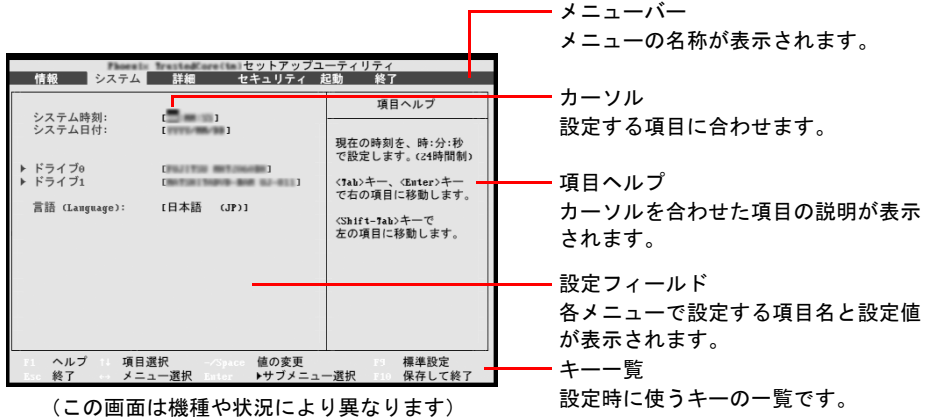 メニューバー
メニューの名称が表示されます。
セットアップユーティリティ
情報 システム 詳細 セキュリティ 起動 終了
項目ヘルプ
システム時刻:
システム日付:
現在の時刻を、時:分:秒
で設定します。(24時間制)
<Tab>キー、<Enter>キー
で右の項目に移動します。
<Shift-Tab>キーで
左の項目に移動します。
ドライブ0
ドライブ1
言語 (Language): [日本語 (JP)]
カーソル
設定する項目に合わせます。
項目ヘルプ
カーソルを合わせた項目の説明が表示
されます。
設定フィールド
各メニューで設定する項目名と設定値
が表示されます。
F1 ヘルプ ↑↓ 項目選択 -/Space 値の変更 F9 標準設定
Esc 終了 ←→ メニュー選択 Enter ▶サブメニュー選択 F10 保存して終了
キー一覧
設定時に使うキーの一覧です。
(この画面は機種や状況により異なります)